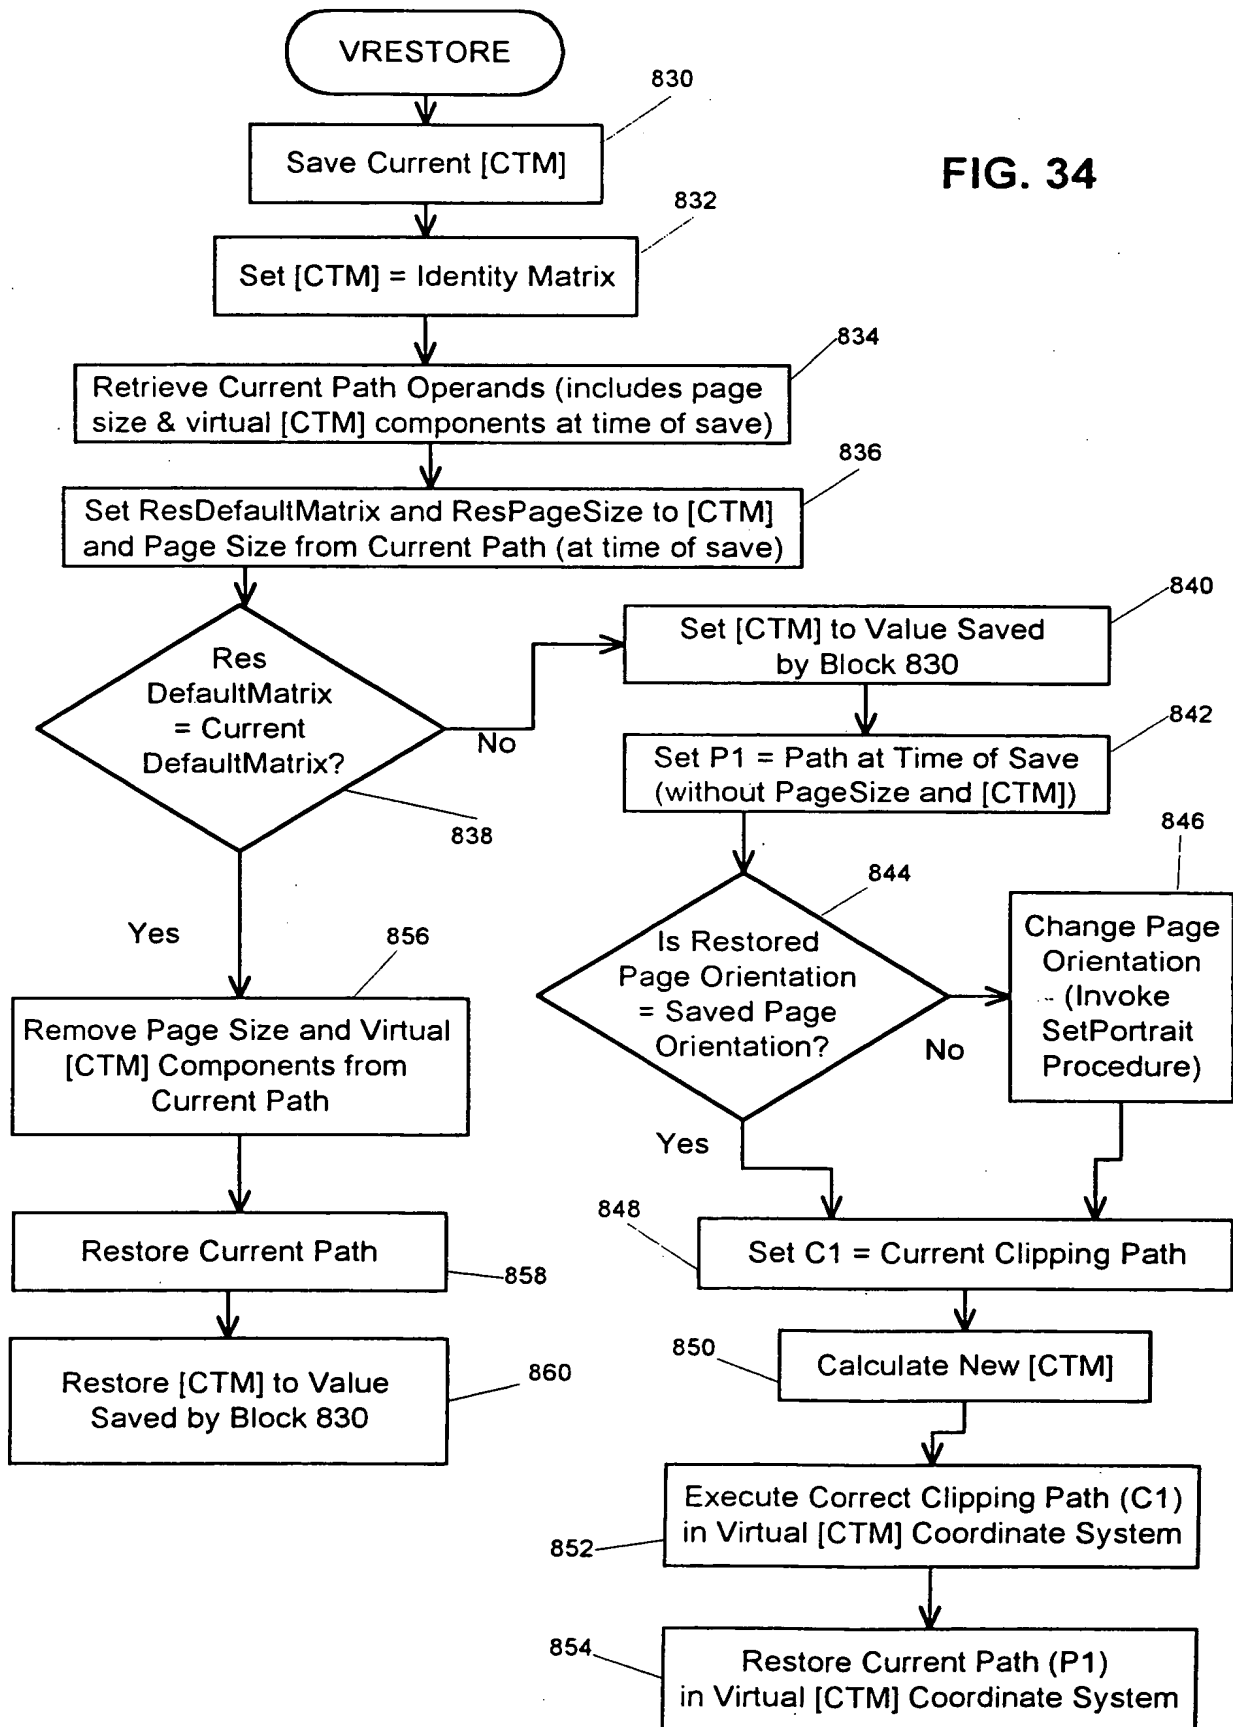 VRESTORE
830
Save Current [CTM]
FIG. 34
832
Set [CTM] = Identity Matrix
834
Retrieve Current Path Operands (includes page
size & virtual [CTM] components at time of save)
836
Set ResDefaultMatrix and ResPageSize to [CTM]
and Page Size from Current Path (at time of save)
Res
DefaultMatrix
= Current
DefaultMatrix?
838
No
Yes
840
Set [CTM] to Value Saved
by Block 830
842
Set P1 = Path at Time of Save
(without PageSize and [CTM])
844
Is Restored
Page Orientation
= Saved Page
Orientation?
No
Yes
846
Change Page
Orientation
(Invoke
SetPortrait
Procedure)
848
Set C1 = Current Clipping Path
850
Calculate New [CTM]
852
Execute Correct Clipping Path (C1)
in Virtual [CTM] Coordinate System
854
Restore Current Path (P1)
in Virtual [CTM] Coordinate System
856
Remove Page Size and Virtual
[CTM] Components from
Current Path
Restore Current Path
858
Restore [CTM] to Value
Saved by Block 830
860